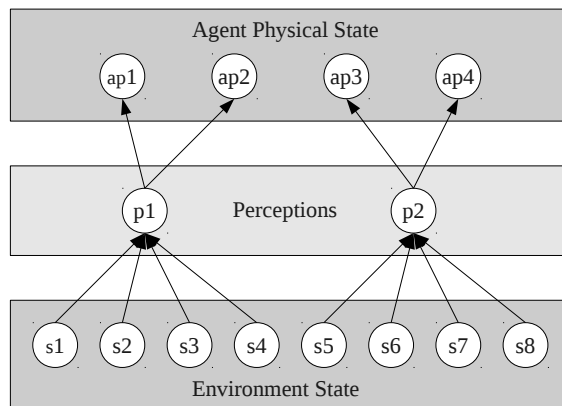 Agent Physical State
ap1 ap2 ap3 ap4
p1 Perceptions p2
s1 s2 s3 s4 s5 s6 s7 s8
Environment State